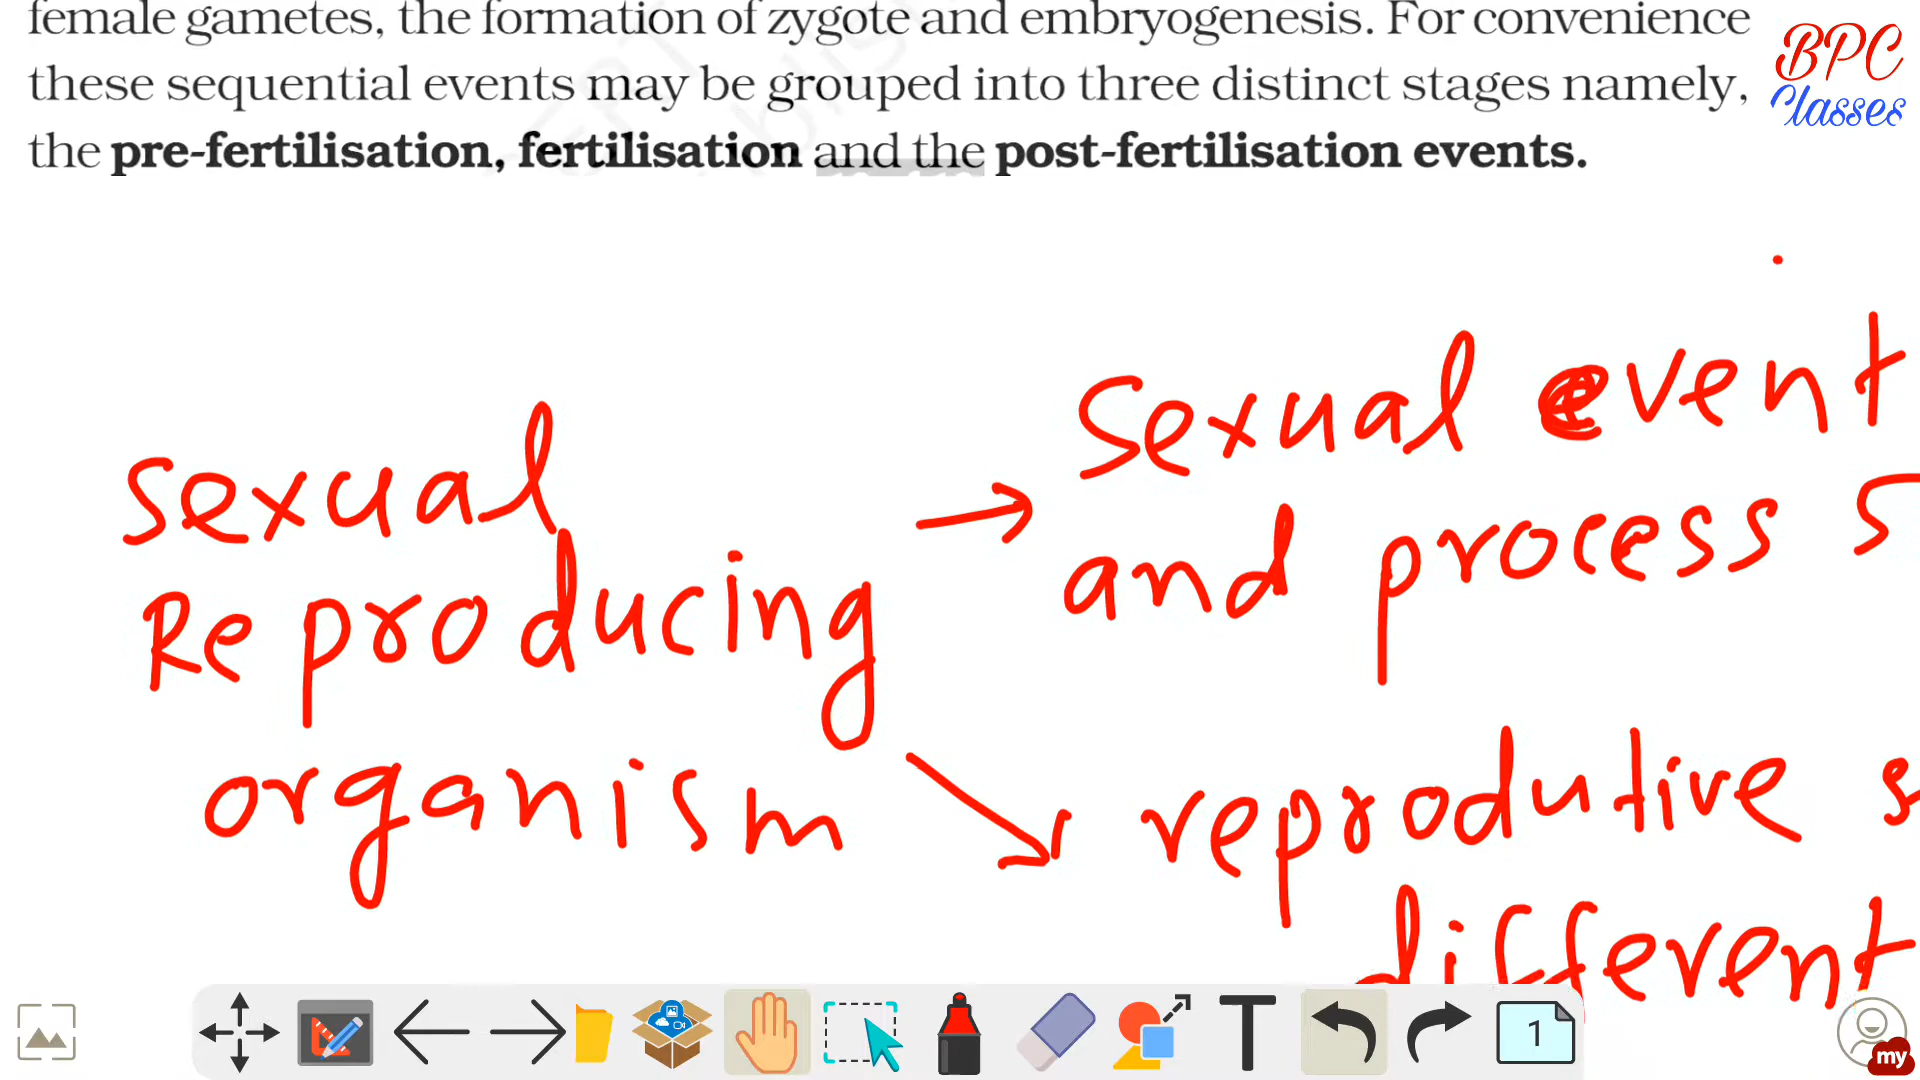 female gametes, the formation of zygote and embryogenesis. For convenience
these sequential events may be grouped into three distinct stages namely,
the pre-fertilisation, fertilisation and the post-fertilisation events.
BPC
Classes
sexual
Reproducing
organism
Sexual event
and process s
reprodutive s
different
1
my